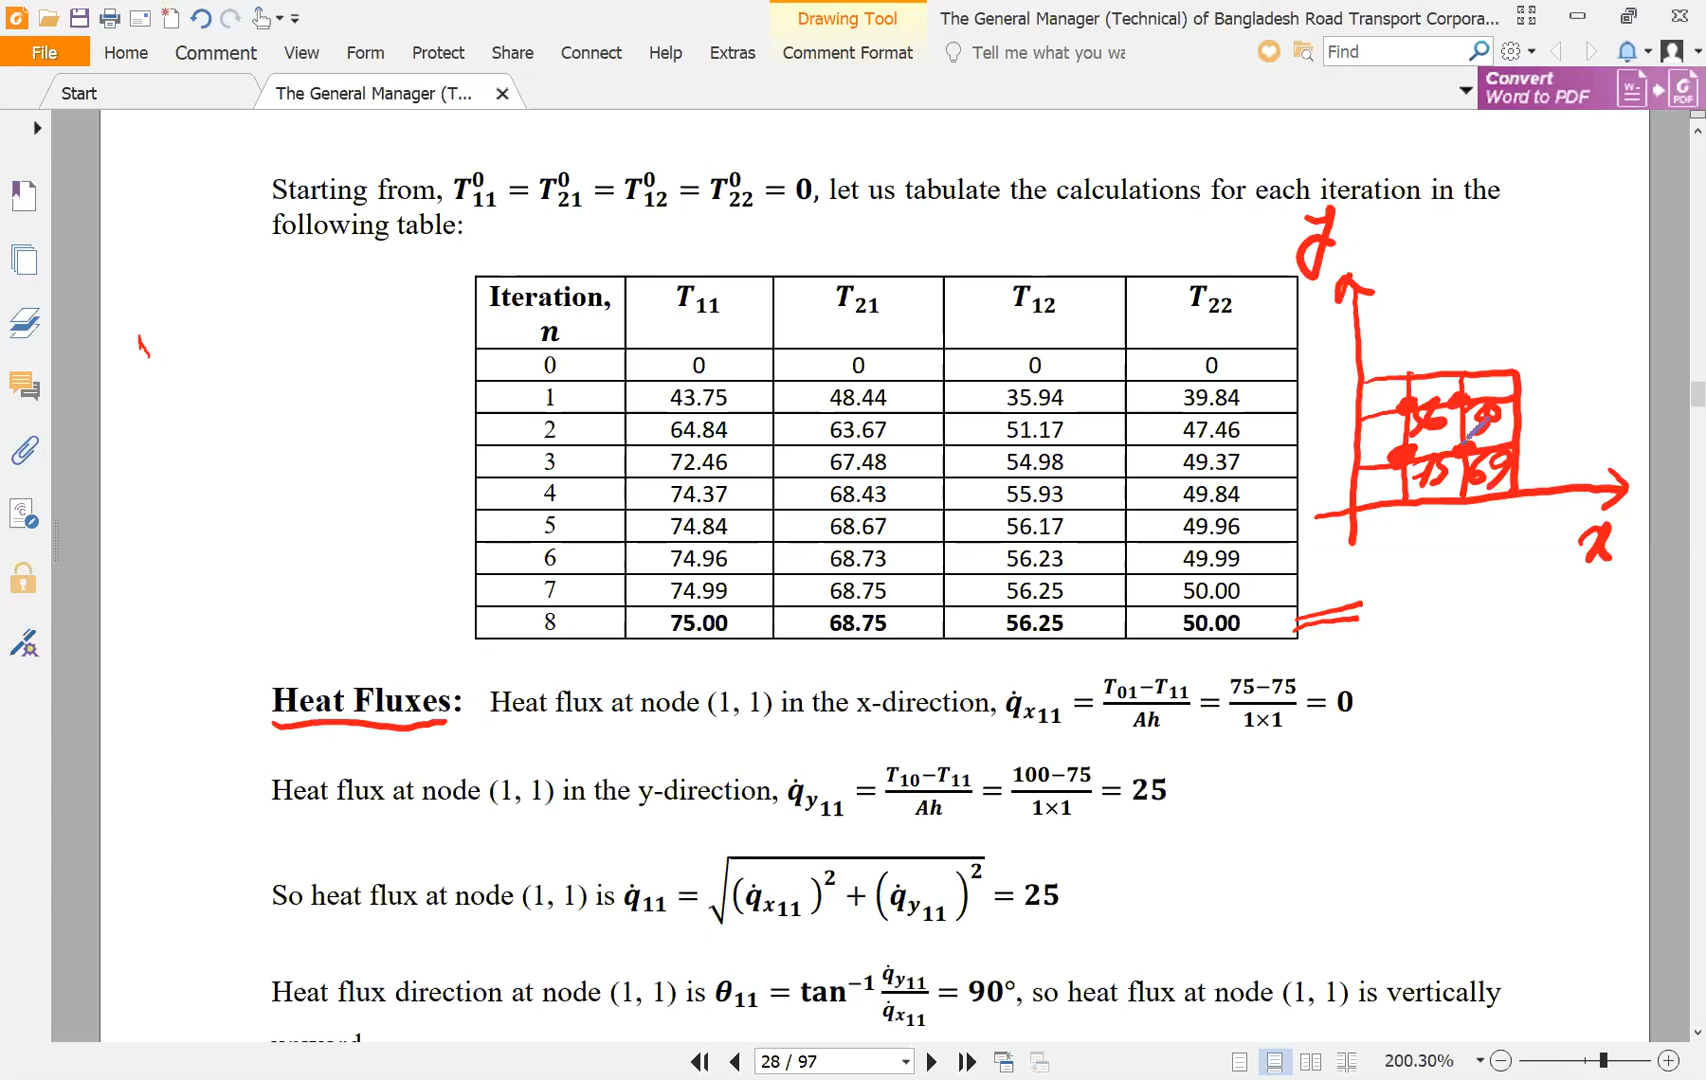 Drawing Tool
The General Manager (Technical) of Bangladesh Road Transport Corpora...
File Home Comment View Form Protect Share Connect Help Extras Comment Format Tell me what you wa Find
Start The General Manager (T... Convert
Word to PDF
Starting from, T⁰₁₁ = T⁰₂₁ = T⁰₁₂ = T⁰₂₂ = 0, let us tabulate the calculations for each iteration in the
following table:
y
Iteration, n T₁₁ T₂₁ T₁₂ T₂₂
0 0 0 0 0
1 43.75 48.44 35.94 39.84
2 64.84 63.67 51.17 47.46
3 72.46 67.48 54.98 49.37
4 74.37 68.43 55.93 49.84
5 74.84 68.67 56.17 49.96
6 74.96 68.73 56.23 49.99
7 74.99 68.75 56.25 50.00
8 75.00 68.75 56.25 50.00
56
75 69
x
Heat Fluxes: Heat flux at node (1, 1) in the x-direction, q̇ₓ₁₁ = (T₀₁−T₁₁)/(Ah) = (75−75)/(1×1) = 0
Heat flux at node (1, 1) in the y-direction, q̇y₁₁ = (T₁₀−T₁₁)/(Ah) = (100−75)/(1×1) = 25
So heat flux at node (1, 1) is q̇₁₁ = √((q̇ₓ₁₁)² + (q̇y₁₁)²) = 25
Heat flux direction at node (1, 1) is θ₁₁ = tan⁻¹ q̇y₁₁/q̇ₓ₁₁ = 90°, so heat flux at node (1, 1) is vertically
28 / 97 200.30%